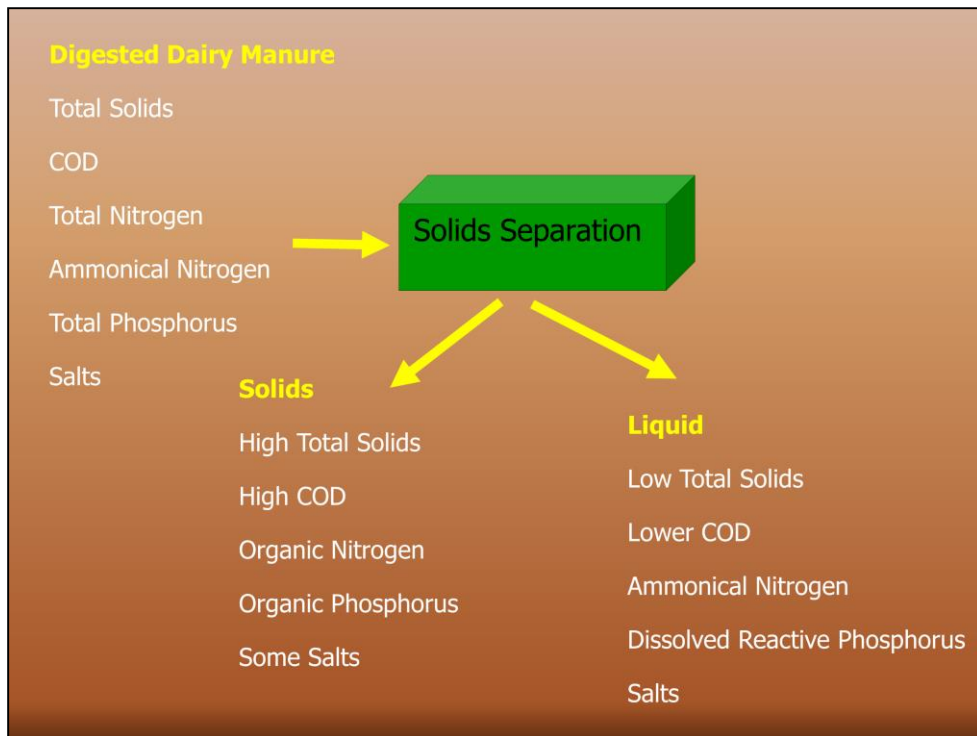 Digested Dairy Manure
Total Solids
COD
Total Nitrogen
Ammonical Nitrogen
Total Phosphorus
Salts
Solids Separation
Solids
High Total Solids
High COD
Organic Nitrogen
Organic Phosphorus
Some Salts
Liquid
Low Total Solids
Lower COD
Ammonical Nitrogen
Dissolved Reactive Phosphorus
Salts